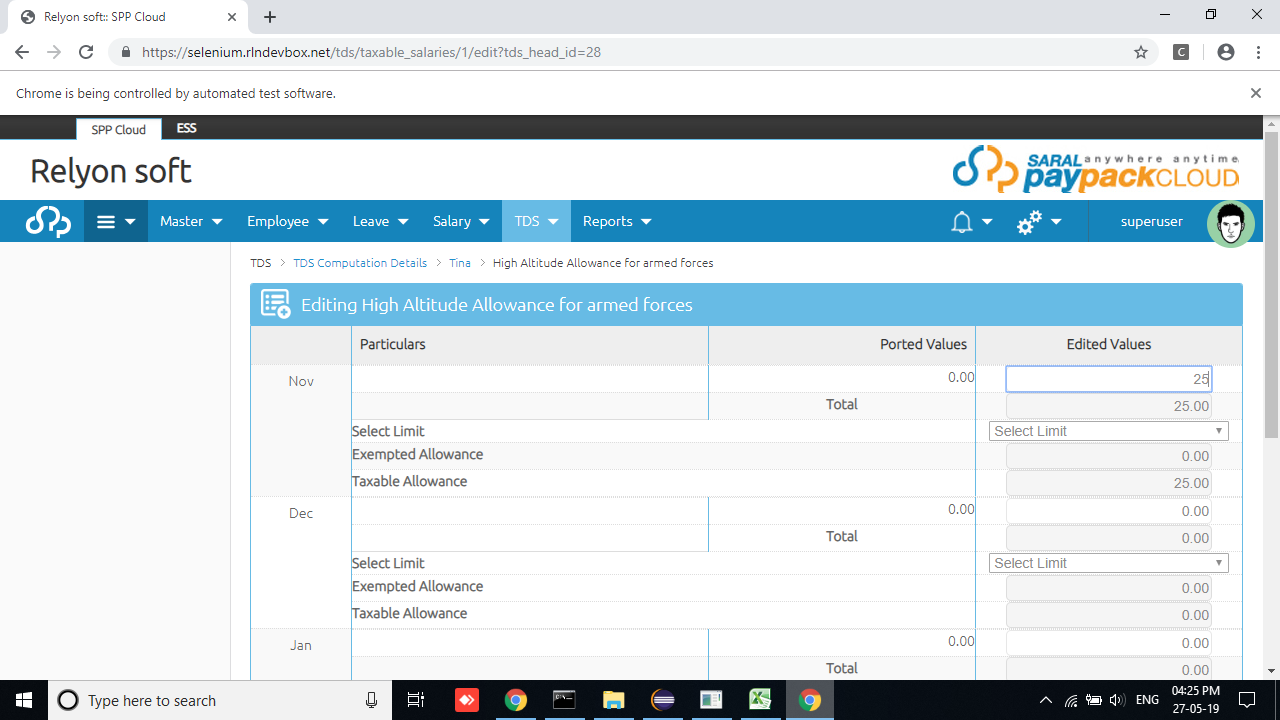 Relyon soft:: SPP Cloud
https://selenium.rlndevbox.net/tds/taxable_salaries/1/edit?tds_head_id=28
C
Chrome is being controlled by automated test software.
SPP Cloud ESS
Relyon soft
SARAL anywhere anytime
paypackCLOUD
Master Employee Leave Salary TDS Reports superuser
TDS > TDS Computation Details > Tina > High Altitude Allowance for armed forces
Editing High Altitude Allowance for armed forces
Particulars Ported Values Edited Values
Nov 0.00 25
Total 25.00
Select Limit Select Limit
Exempted Allowance 0.00
Taxable Allowance 25.00
Dec 0.00 0.00
Total 0.00
Select Limit Select Limit
Exempted Allowance 0.00
Taxable Allowance 0.00
Jan 0.00 0.00
Total 0.00
Type here to search ENG 04:25 PM
27-05-19